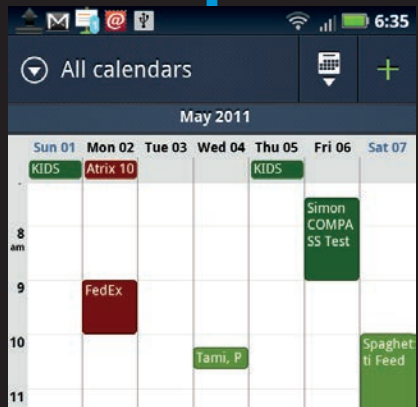 6:35
All calendars
May 2011
Sun 01 Mon 02 Tue 03 Wed 04 Thu 05 Fri 06 Sat 07
KIDS Atrix 10 KIDS
Simon
COMPA
SS Test
8
am
9
FedEx
10
Tami, P
Spaghet
ti Feed
11